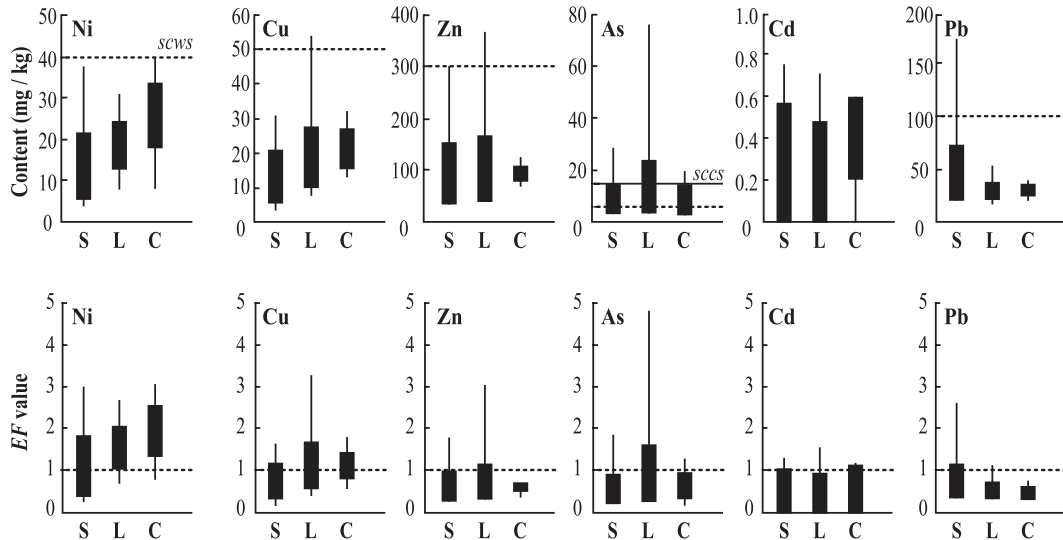 Content (mg / kg)
Ni
50
40
30
20
10
0
scws
S L C
Cu
60
50
40
30
20
10
0
S L C
Zn
400
300
200
100
0
S L C
As
80
60
40
20
0
sccs
S L C
Cd
1.0
0.8
0.6
0.4
0.2
0
S L C
Pb
200
150
100
50
0
S L C
EF value
Ni
5
4
3
2
1
0
S L C
Cu
5
4
3
2
1
0
S L C
Zn
5
4
3
2
1
0
S L C
As
5
4
3
2
1
0
S L C
Cd
5
4
3
2
1
0
S L C
Pb
5
4
3
2
1
0
S L C